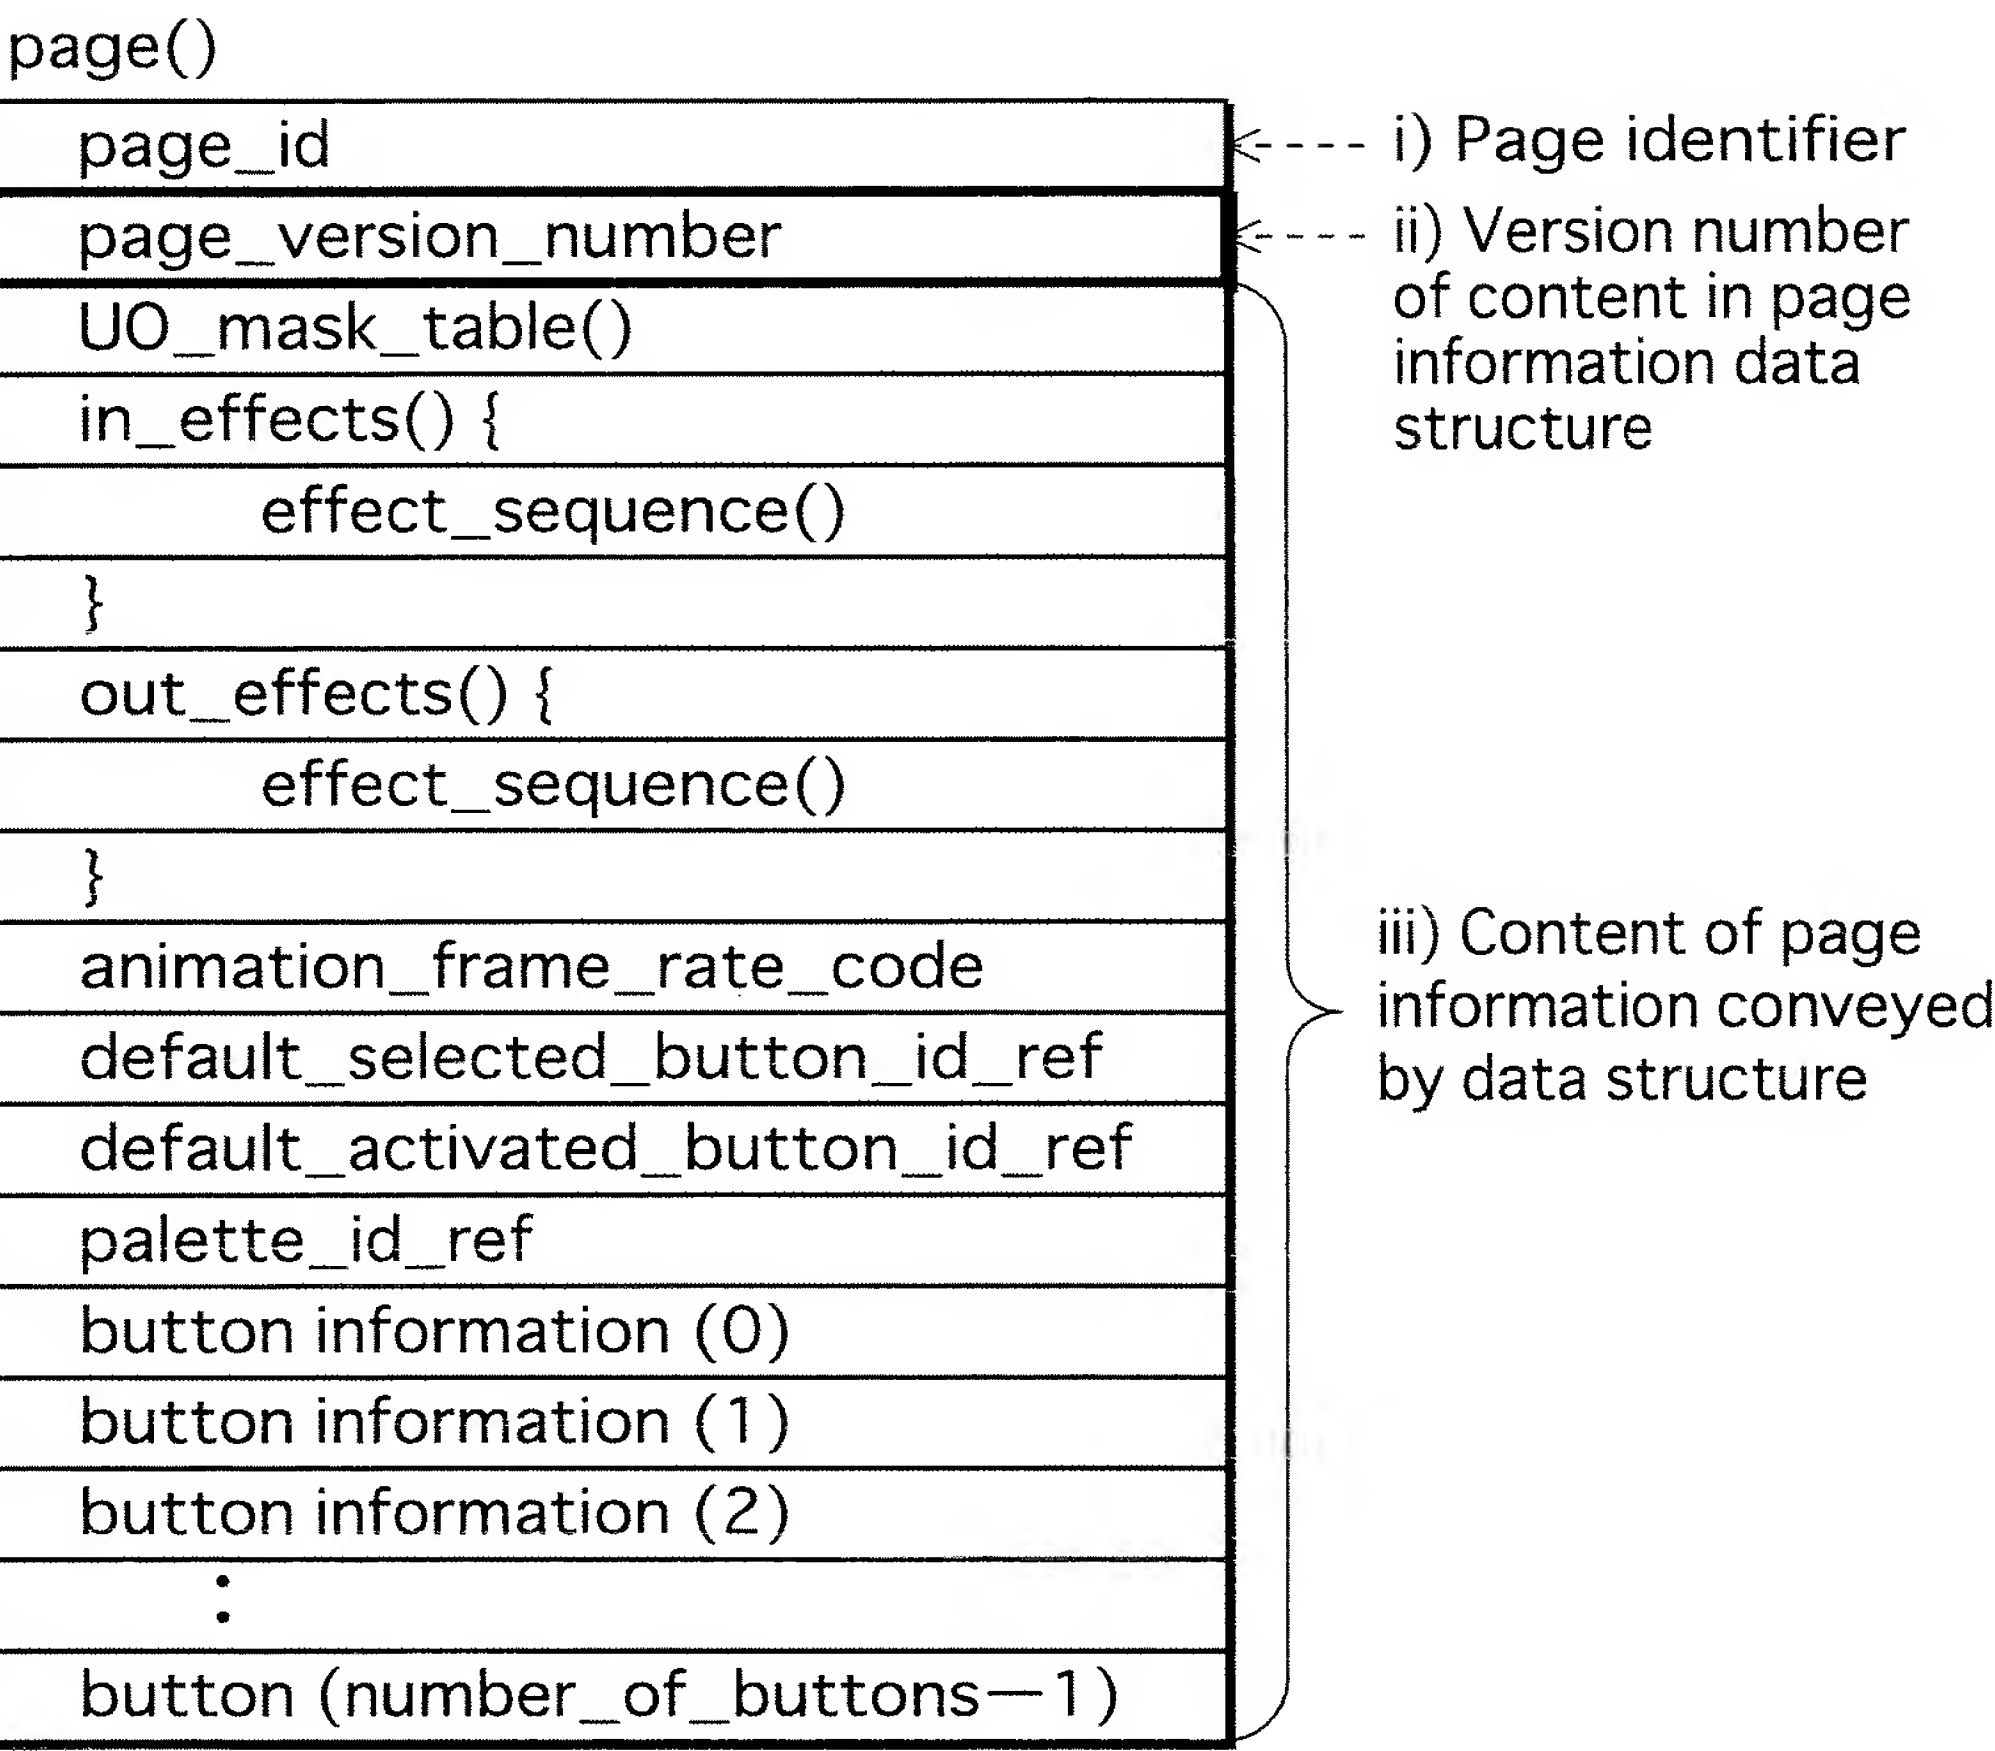 page()
page_id
i) Page identifier
page_version_number
ii) Version number
of content in page
information data
structure
UO_mask_table()
in_effects() {
effect_sequence()
}
out_effects() {
effect_sequence()
}
animation_frame_rate_code
default_selected_button_id_ref
default_activated_button_id_ref
palette_id_ref
button information (0)
button information (1)
button information (2)
:
button (number_of_buttons—1)
iii) Content of page
information conveyed
by data structure